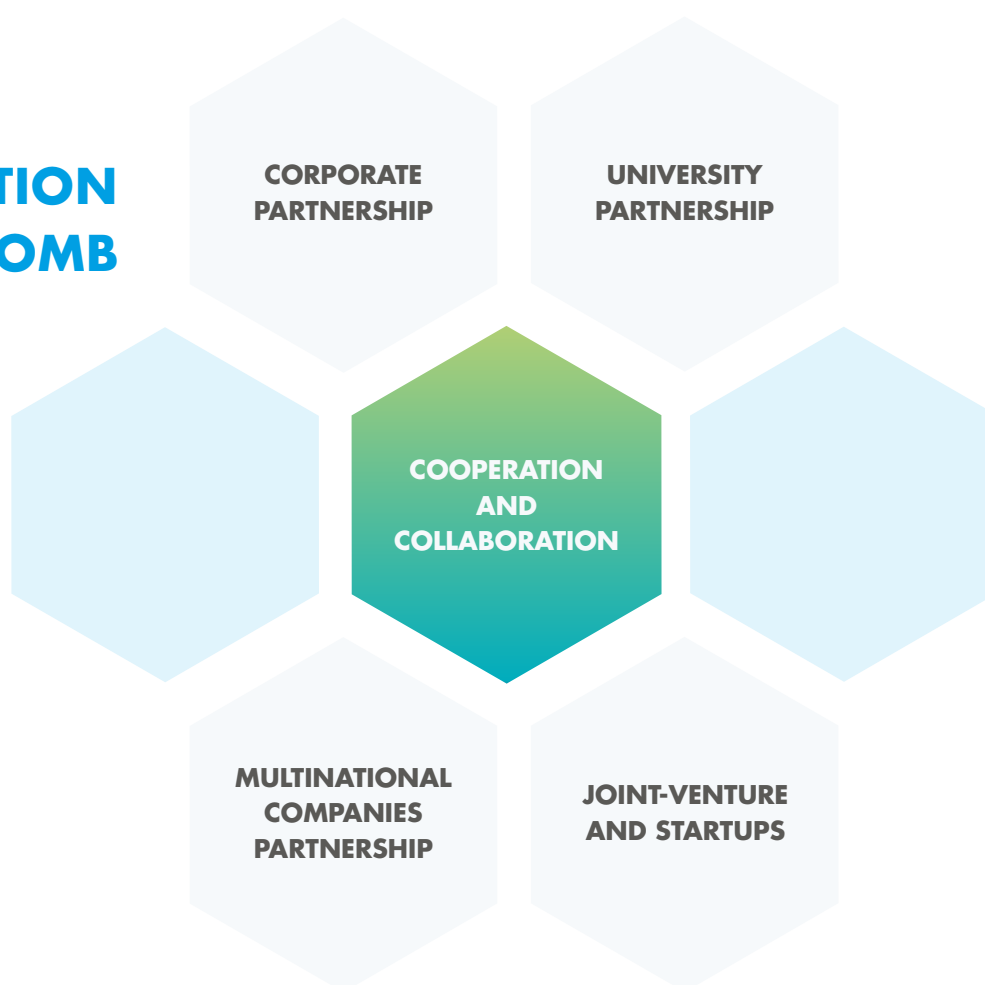 TION
OMB
CORPORATE
PARTNERSHIP
UNIVERSITY
PARTNERSHIP
COOPERATION
AND
COLLABORATION
MULTINATIONAL
COMPANIES
PARTNERSHIP
JOINT-VENTURE
AND STARTUPS